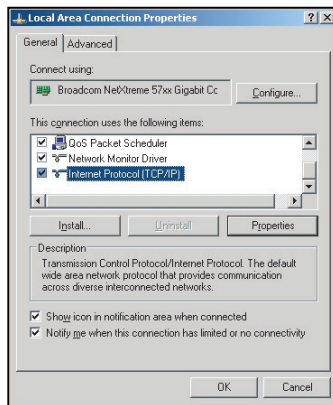 Local Area Connection Properties
General Advanced
Connect using:
Broadcom NetXtreme 57xx Gigabit Cc
Configure...
This connection uses the following items:
QoS Packet Scheduler
Network Monitor Driver
Internet Protocol (TCP/IP)
Install... Uninstall Properties
Description
Transmission Control Protocol/Internet Protocol. The default
wide area network protocol that provides communication
across diverse interconnected networks.
Show icon in notification area when connected
Notify me when this connection has limited or no connectivity
OK Cancel